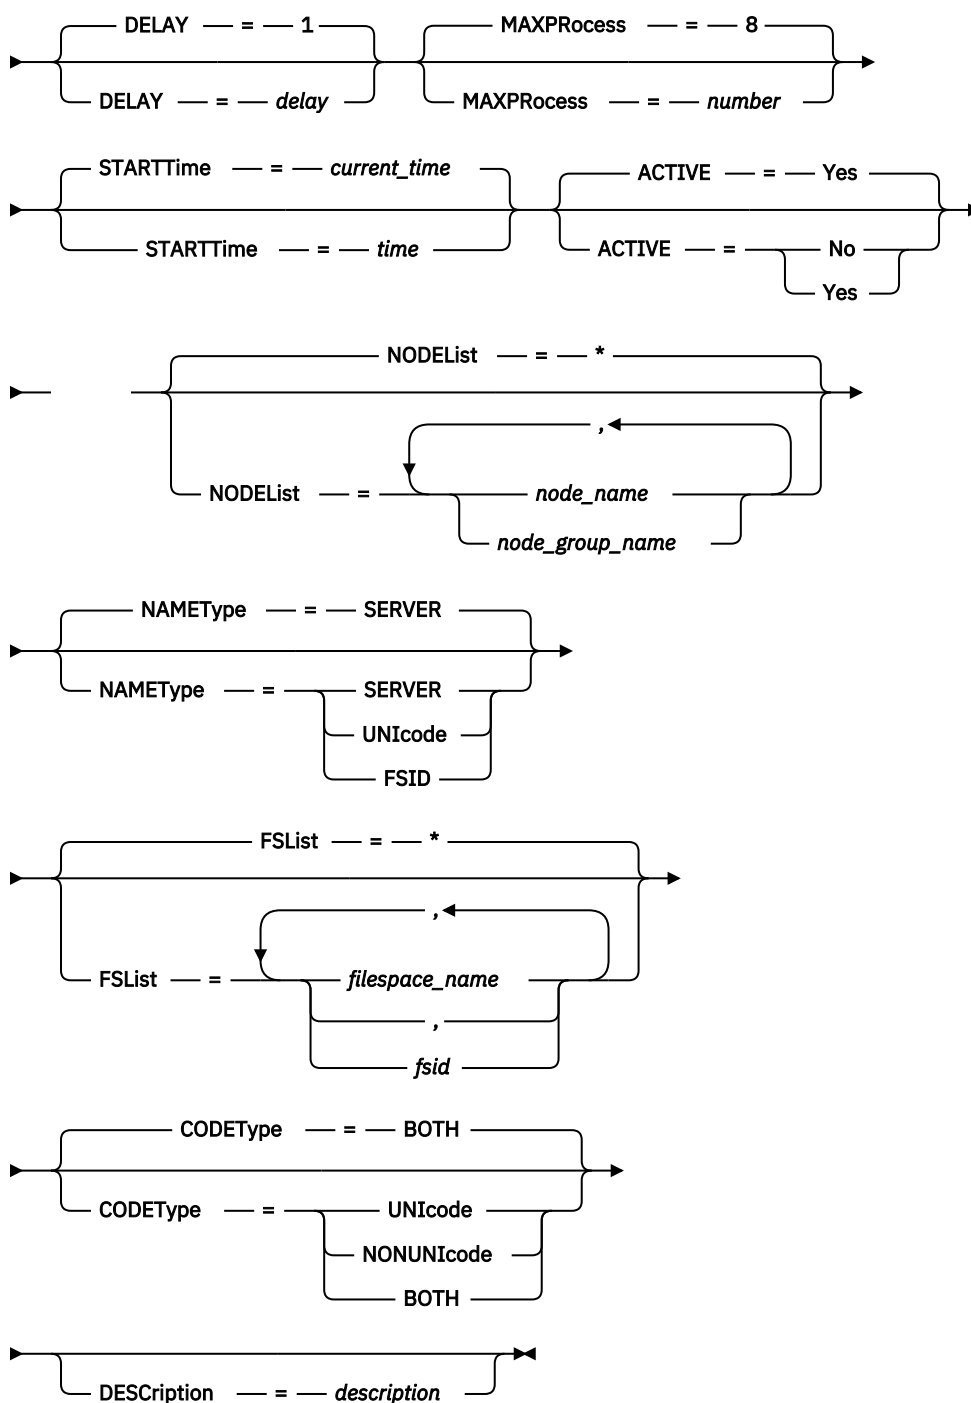 DELAY = 1 MAXPRocess = 8
DELAY = delay MAXPRocess = number
STARTTime = current_time ACTIVE = Yes
STARTTime = time ACTIVE = No
Yes
NODEList = *
,
NODEList = node_name
node_group_name
NAMEType = SERVER
NAMEType = SERVER
UNIcode
FSID
FSList = *
,
FSList = filespace_name
,
fsid
CODEType = BOTH
CODEType = UNIcode
NONUNIcode
BOTH
DESCription = description